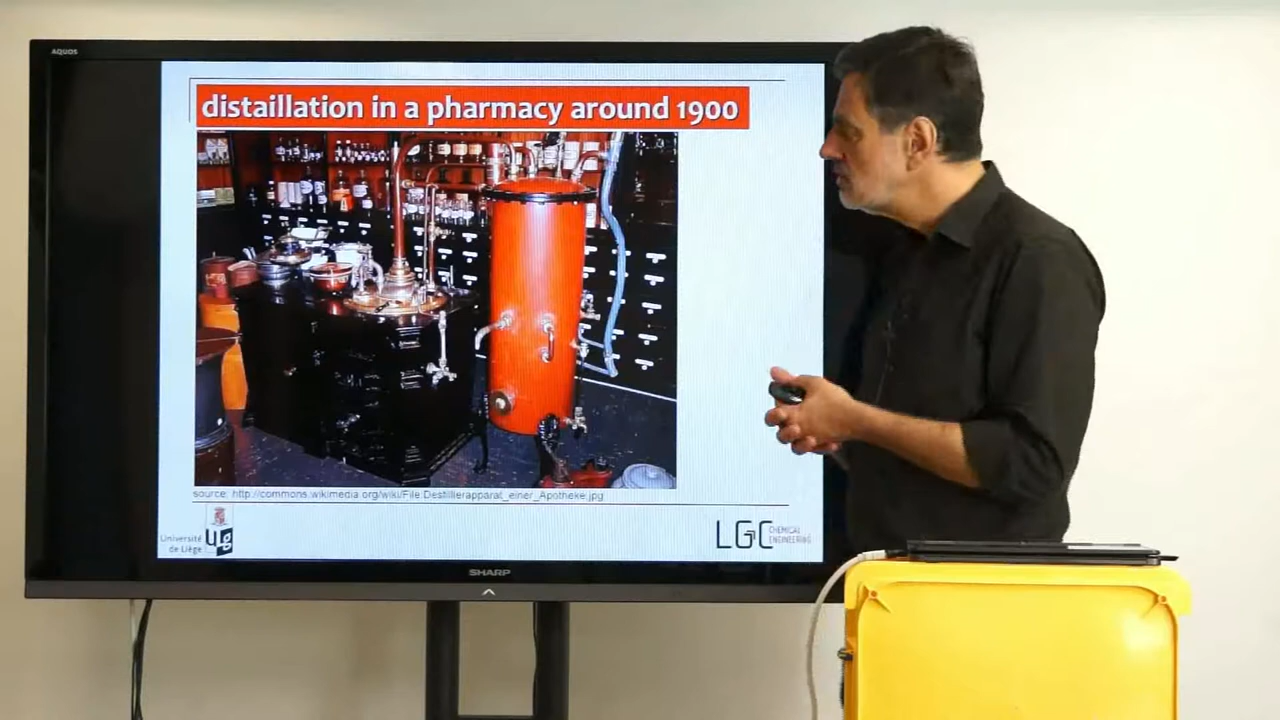 AQUOS
distaillation in a pharmacy around 1900
source: http://commons.wikimedia.org/wiki/File:Destillierapparat_einer_Apotheke.jpg
Université
de Liège
ULg
LGC
CHEMICAL
ENGINEERING
SHARP